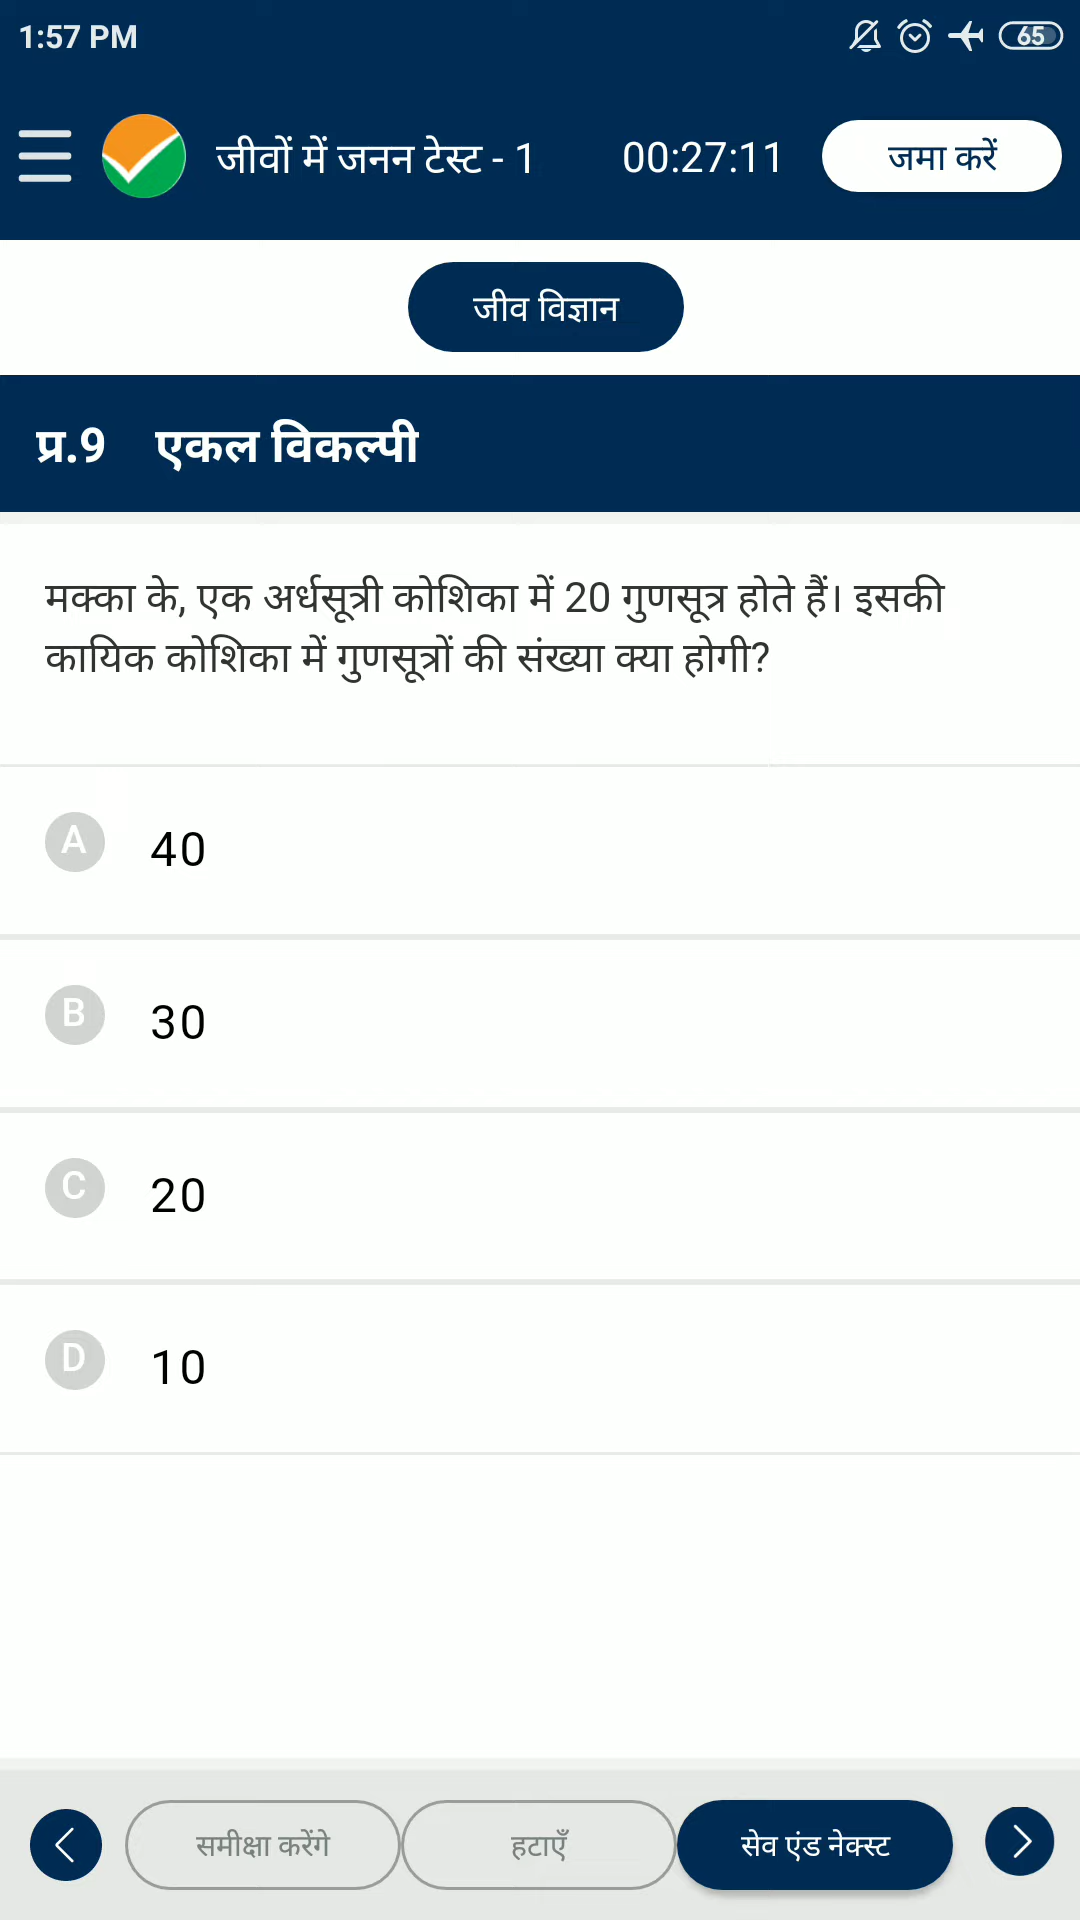 1:57 PM
65
जीवों में जनन टेस्ट - 1
00:27:11
जमा करें
जीव विज्ञान
प्र.9 एकल विकल्पी
मक्का के, एक अर्धसूत्री कोशिका में 20 गुणसूत्र होते हैं। इसकी
कायिक कोशिका में गुणसूत्रों की संख्या क्या होगी?
A 40
B 30
C 20
D 10
समीक्षा करेंगे
हटाएँ
सेव एंड नेक्स्ट